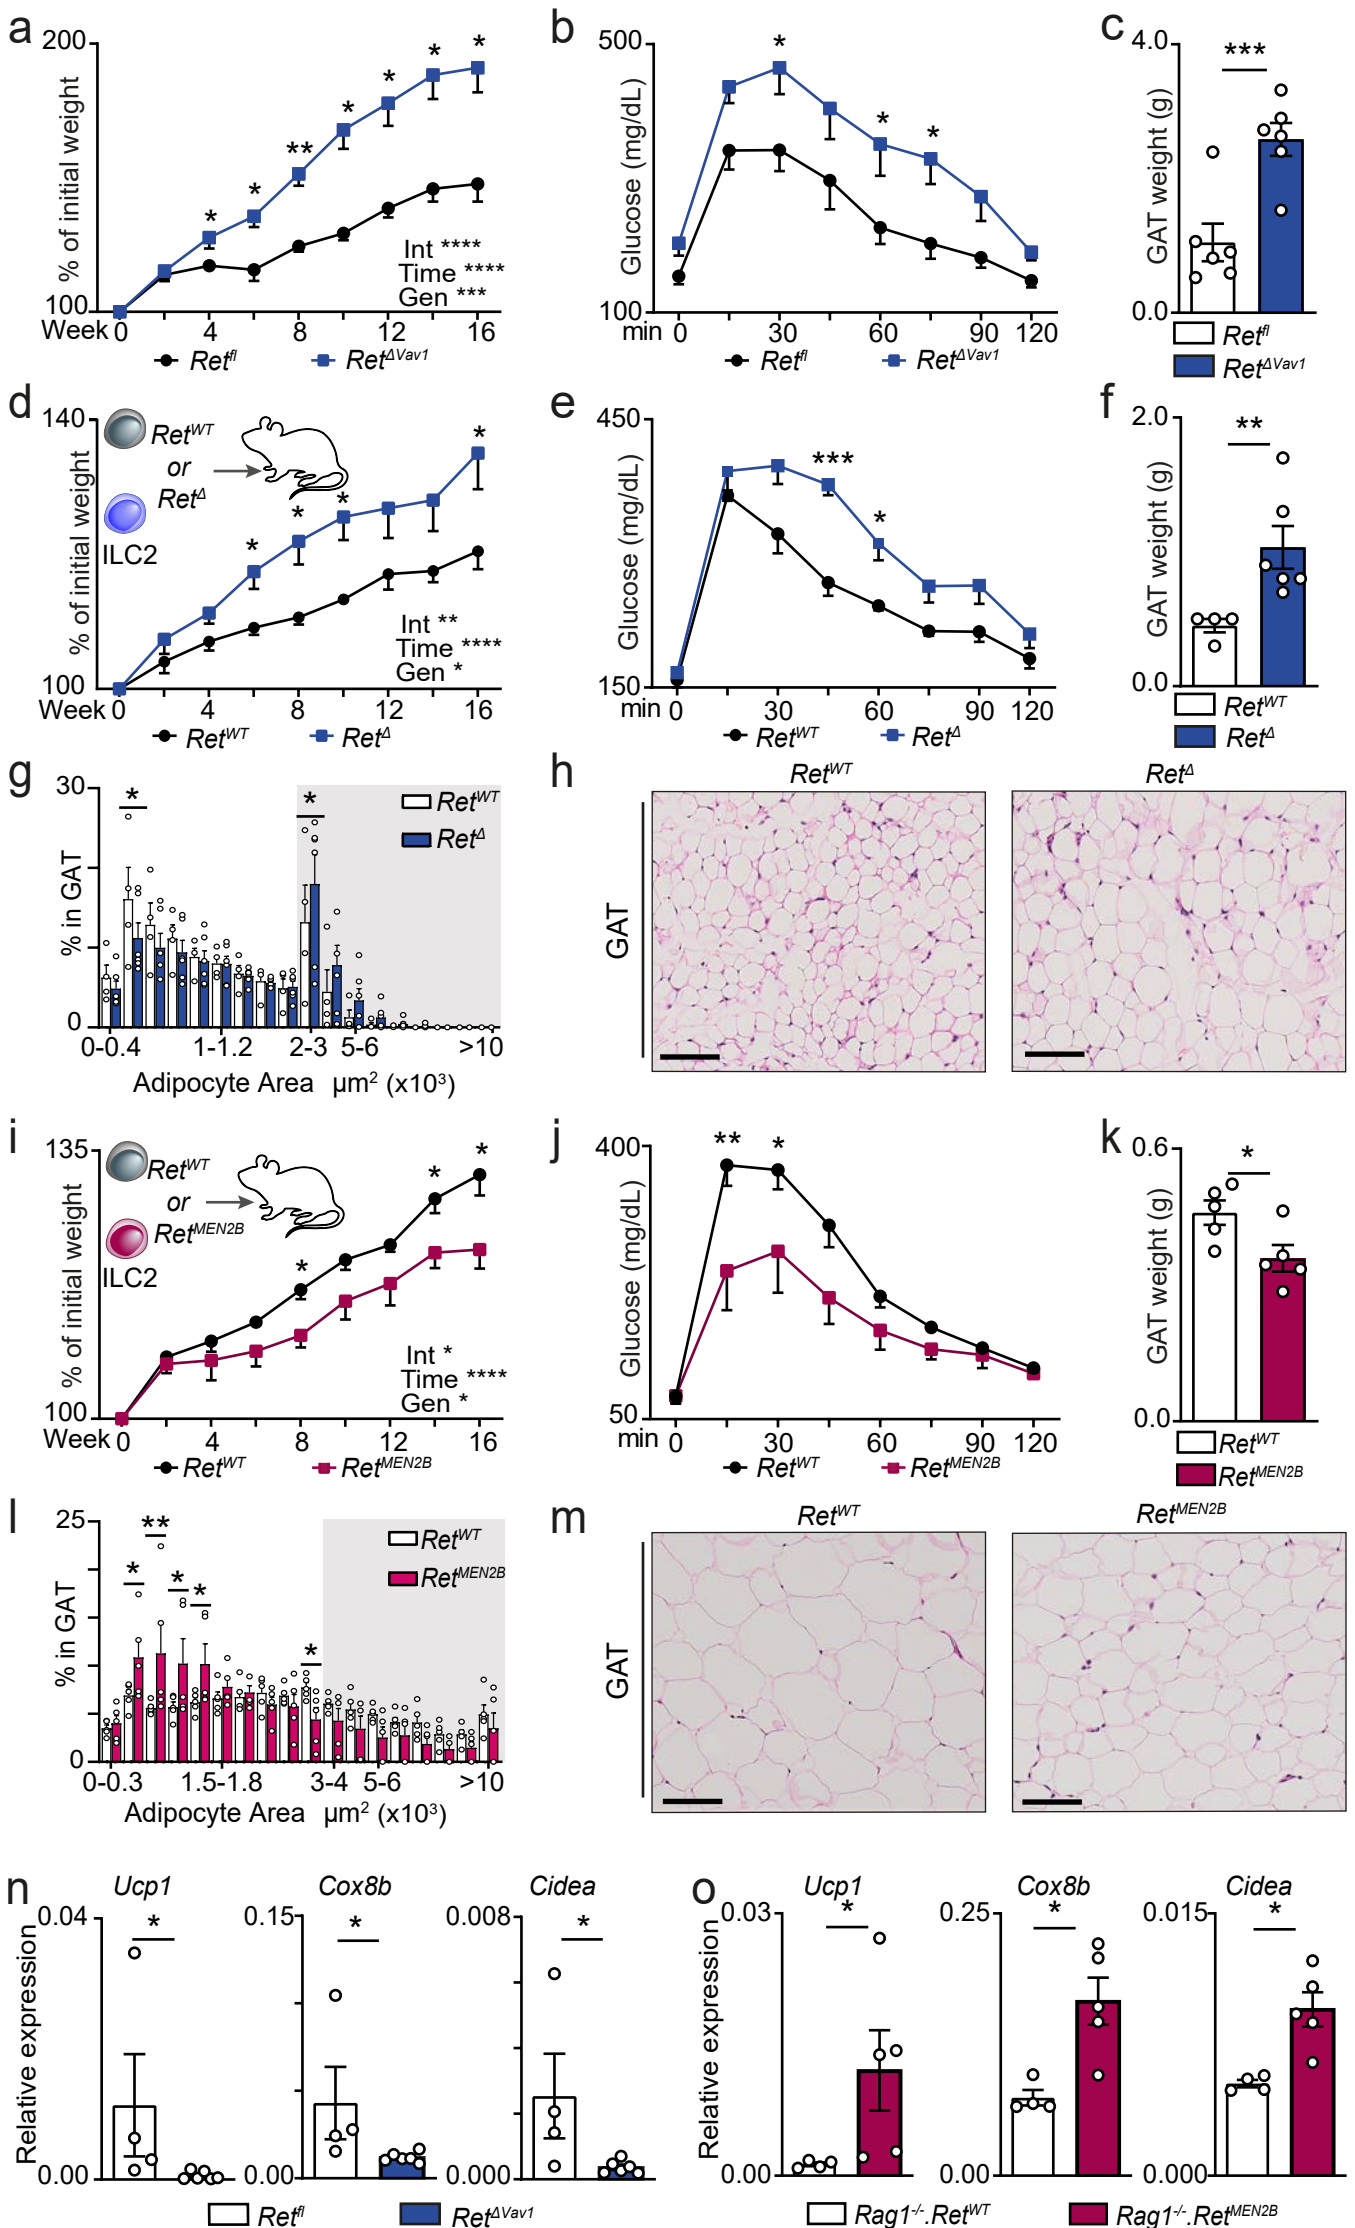 a
200
% of initial weight
* * ** * * * *
Int ****
Time ****
Gen ***
100
Week 0 4 8 12 16
Ret^fl Ret^ΔVav1
b
500
Glucose (mg/dL)
* * *
100
min 0 30 60 90 120
Ret^fl Ret^ΔVav1
c
4.0
GAT weight (g)
***
0.0
Ret^fl
Ret^ΔVav1
d
140
% of initial weight
Ret^WT
or
Ret^Δ
ILC2
* * * *
Int **
Time ****
Gen *
100
Week 0 4 8 12 16
Ret^WT Ret^Δ
e
450
Glucose (mg/dL)
*** *
150
min 0 30 60 90 120
Ret^WT Ret^Δ
f
2.0
GAT weight (g)
**
0.0
Ret^WT
Ret^Δ
g
30
% in GAT
* *
Ret^WT
Ret^Δ
0
0-0.4 1-1.2 2-3 5-6 >10
Adipocyte Area µm² (x10³)
h
Ret^WT Ret^Δ
GAT
i
135
% of initial weight
Ret^WT
or
Ret^MEN2B
ILC2
* * *
Int *
Time ****
Gen *
100
Week 0 4 8 12 16
Ret^WT Ret^MEN2B
j
400
Glucose (mg/dL)
** *
50
min 0 30 60 90 120
Ret^WT Ret^MEN2B
k
0.6
GAT weight (g)
*
0.0
Ret^WT
Ret^MEN2B
l
25
% in GAT
* ** * * *
Ret^WT
Ret^MEN2B
0
0-0.3 1.5-1.8 3-4 5-6 >10
Adipocyte Area µm² (x10³)
m
Ret^WT Ret^MEN2B
GAT
n
Ucp1 Cox8b Cidea
0.04 0.15 0.008
* * *
Relative expression
0.00 0.00 0.000
Ret^fl Ret^ΔVav1
o
Ucp1 Cox8b Cidea
0.03 0.25 0.015
* * *
Relative expression
0.00 0.00 0.000
Rag1^-/-.Ret^WT Rag1^-/-.Ret^MEN2B